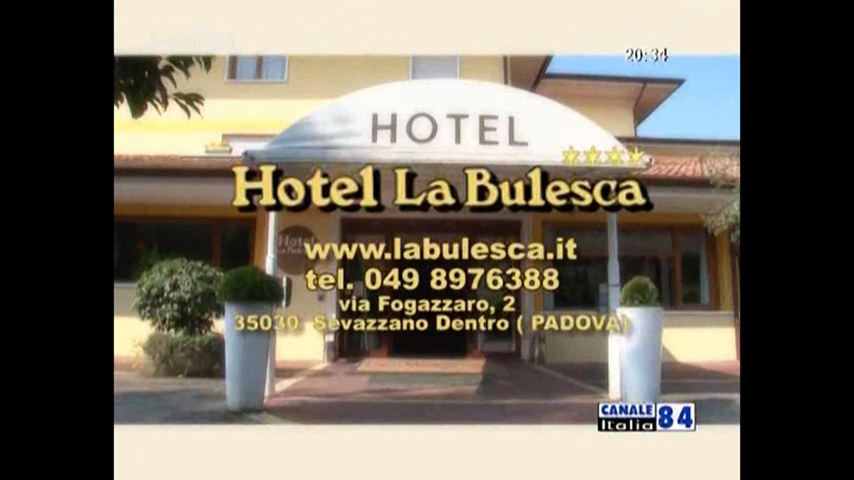 20:34
HOTEL
Hotel La Bulesca
Hotel
www.labulesca.it
tel. 049 8976388
via Fogazzaro, 2
35030 Sevazzano Dentro ( PADOVA)
CANALE 84
Italia